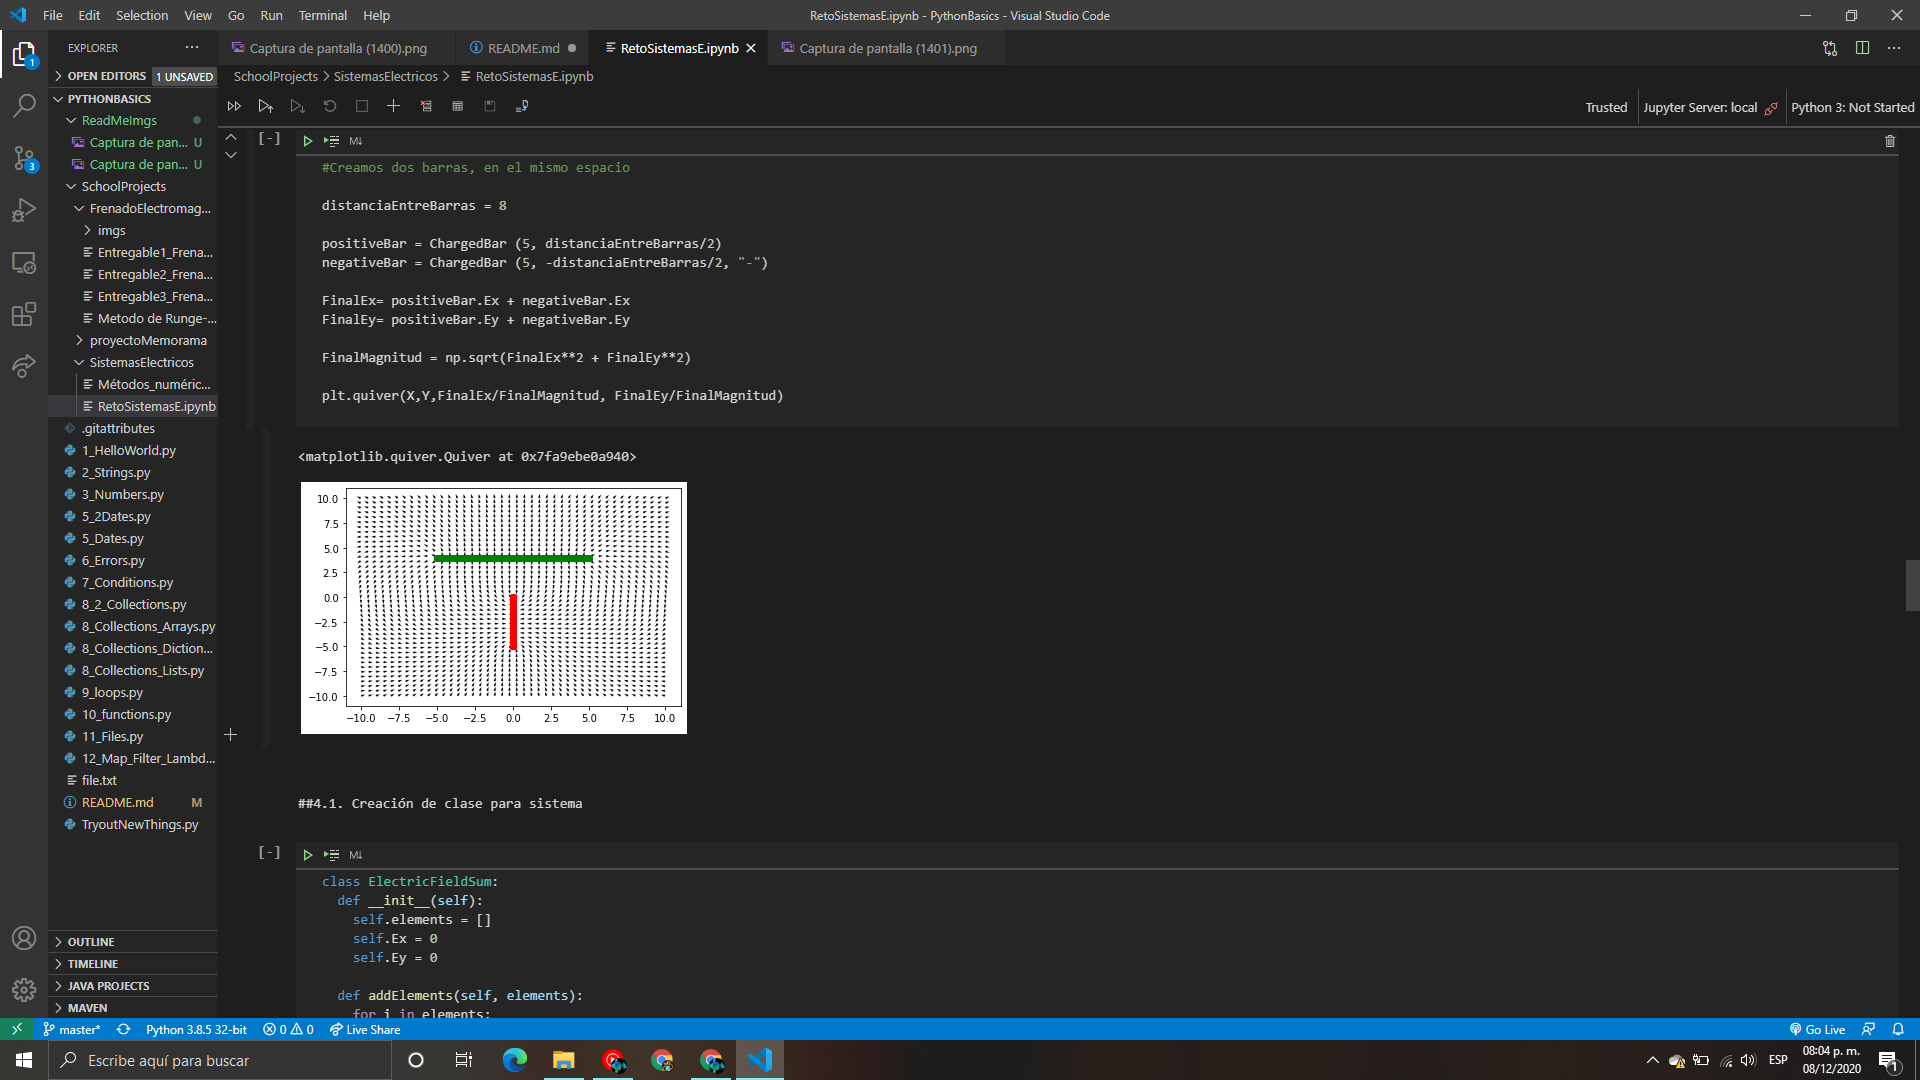 File Edit Selection View Go Run Terminal Help
RetoSistemasE.ipynb - PythonBasics - Visual Studio Code
EXPLORER
Captura de pantalla (1400).png
README.md
RetoSistemasE.ipynb
Captura de pantalla (1401).png
OPEN EDITORS 1 UNSAVED
SchoolProjects > SistemasElectricos > RetoSistemasE.ipynb
PYTHONBASICS
ReadMeImgs
Captura de pan... U
Captura de pan... U
SchoolProjects
FrenadoElectromag...
imgs
Entregable1_Frena...
Entregable2_Frena...
Entregable3_Frena...
Metodo de Runge-...
proyectoMemorama
SistemasElectricos
Métodos_numéric...
RetoSistemasE.ipynb
.gitattributes
1_HelloWorld.py
2_Strings.py
3_Numbers.py
5_2Dates.py
5_Dates.py
6_Errors.py
7_Conditions.py
8_2_Collections.py
8_Collections_Arrays.py
8_Collections_Diction...
8_Collections_Lists.py
9_loops.py
10_functions.py
11_Files.py
12_Map_Filter_Lambd...
file.txt
README.md M
TryoutNewThings.py
OUTLINE
TIMELINE
JAVA PROJECTS
MAVEN
1
3
Trusted
Jupyter Server: local
Python 3: Not Started
[-]
M↓
#Creamos dos barras, en el mismo espacio
distanciaEntreBarras = 8
positiveBar = ChargedBar (5, distanciaEntreBarras/2)
negativeBar = ChargedBar (5, -distanciaEntreBarras/2, "-")
FinalEx= positiveBar.Ex + negativeBar.Ex
FinalEy= positiveBar.Ey + negativeBar.Ey
FinalMagnitud = np.sqrt(FinalEx**2 + FinalEy**2)
plt.quiver(X,Y,FinalEx/FinalMagnitud, FinalEy/FinalMagnitud)
<matplotlib.quiver.Quiver at 0x7fa9ebe0a940>
10.0
7.5
5.0
2.5
0.0
−2.5
−5.0
−7.5
−10.0
−10.0 −7.5 −5.0 −2.5 0.0 2.5 5.0 7.5 10.0
##4.1. Creación de clase para sistema
[-]
M↓
class ElectricFieldSum:
def __init__(self):
self.elements = []
self.Ex = 0
self.Ey = 0
def addElements(self, elements):
for i in elements:
master* Python 3.8.5 32-bit 0 0 Live Share
Go Live
Escribe aquí para buscar
ESP
08:04 p. m.
08/12/2020
1